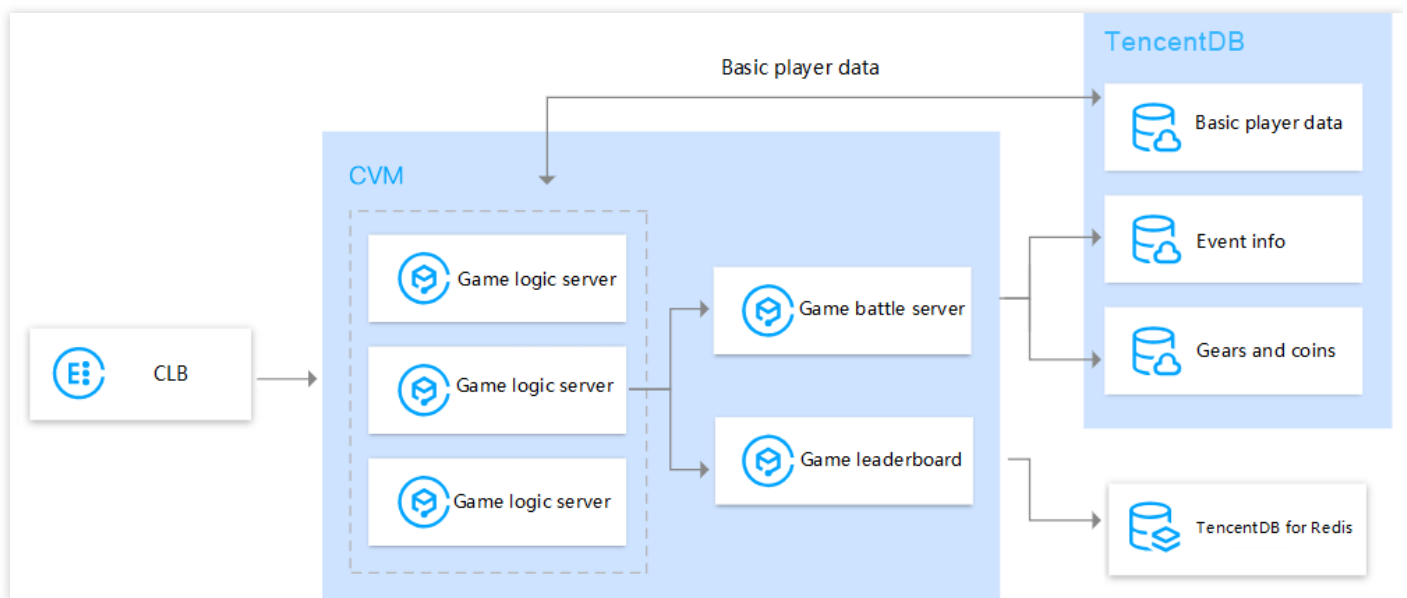 TencentDB
Basic player data
Basic player data
CVM
Game logic server
Event info
Game battle server
Gears and coins
CLB
Game logic server
Game leaderboard
Game logic server
TencentDB for Redis